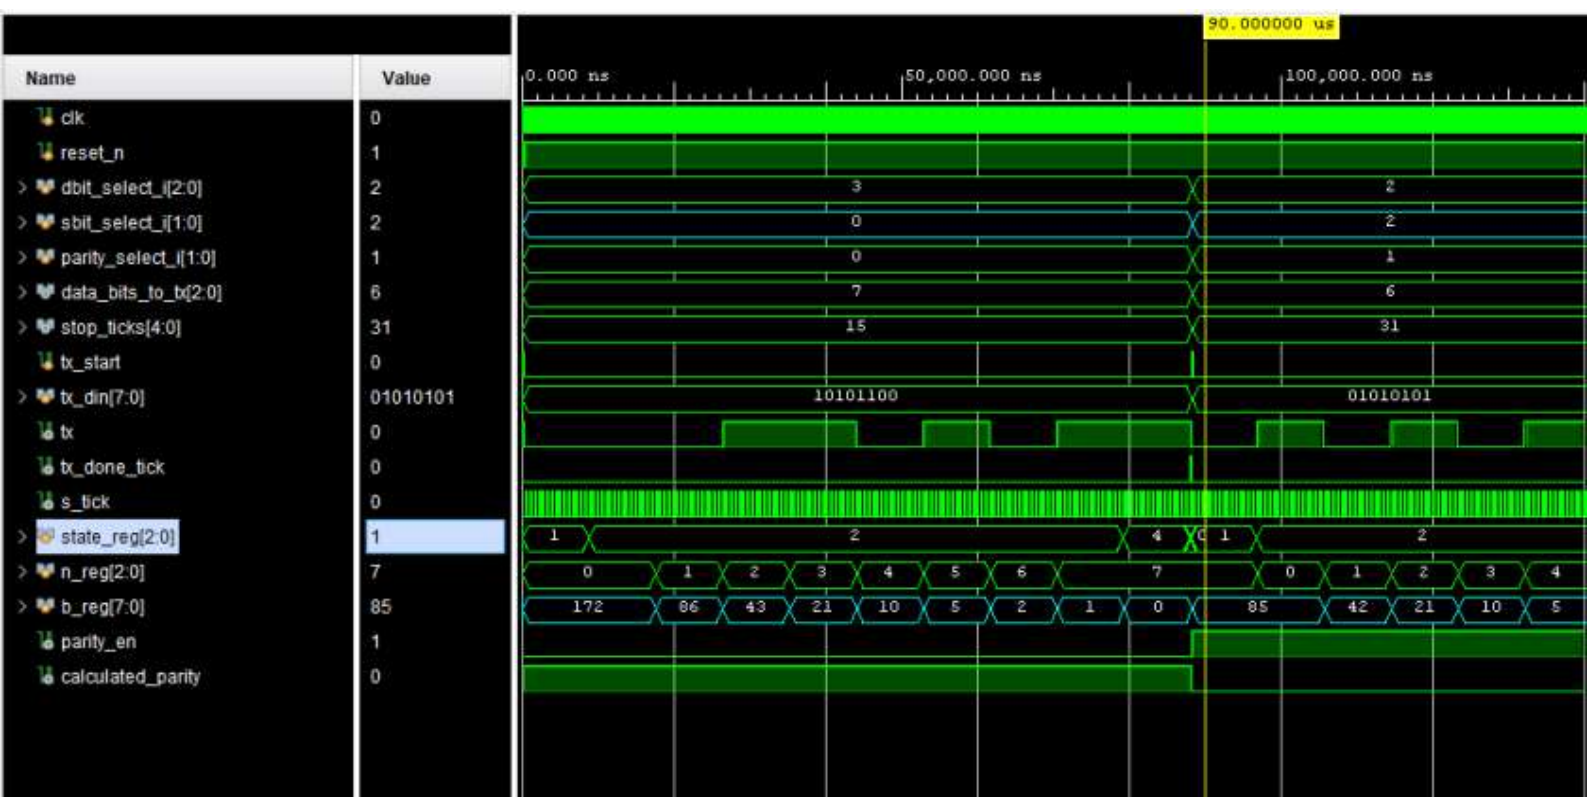 90.000000 us
Name Value 0.000 ns 50,000.000 ns 100,000.000 ns
clk 0
reset_n 1
dbit_select_i[2:0] 2 3 2
sbit_select_i[1:0] 2 0 2
parity_select_i[1:0] 1 0 1
data_bits_to_tx[2:0] 6 7 6
stop_ticks[4:0] 31 15 31
tx_start 0
tx_din[7:0] 01010101 10101100 01010101
tx 0
tx_done_tick 0
s_tick 0
state_reg[2:0] 1 1 2 4 0 1 2
n_reg[2:0] 7 0 1 2 3 4 5 6 7 0 1 2 3 4
b_reg[7:0] 85 172 86 43 21 10 5 2 1 0 85 42 21 10 5
parity_en 1
calculated_parity 0